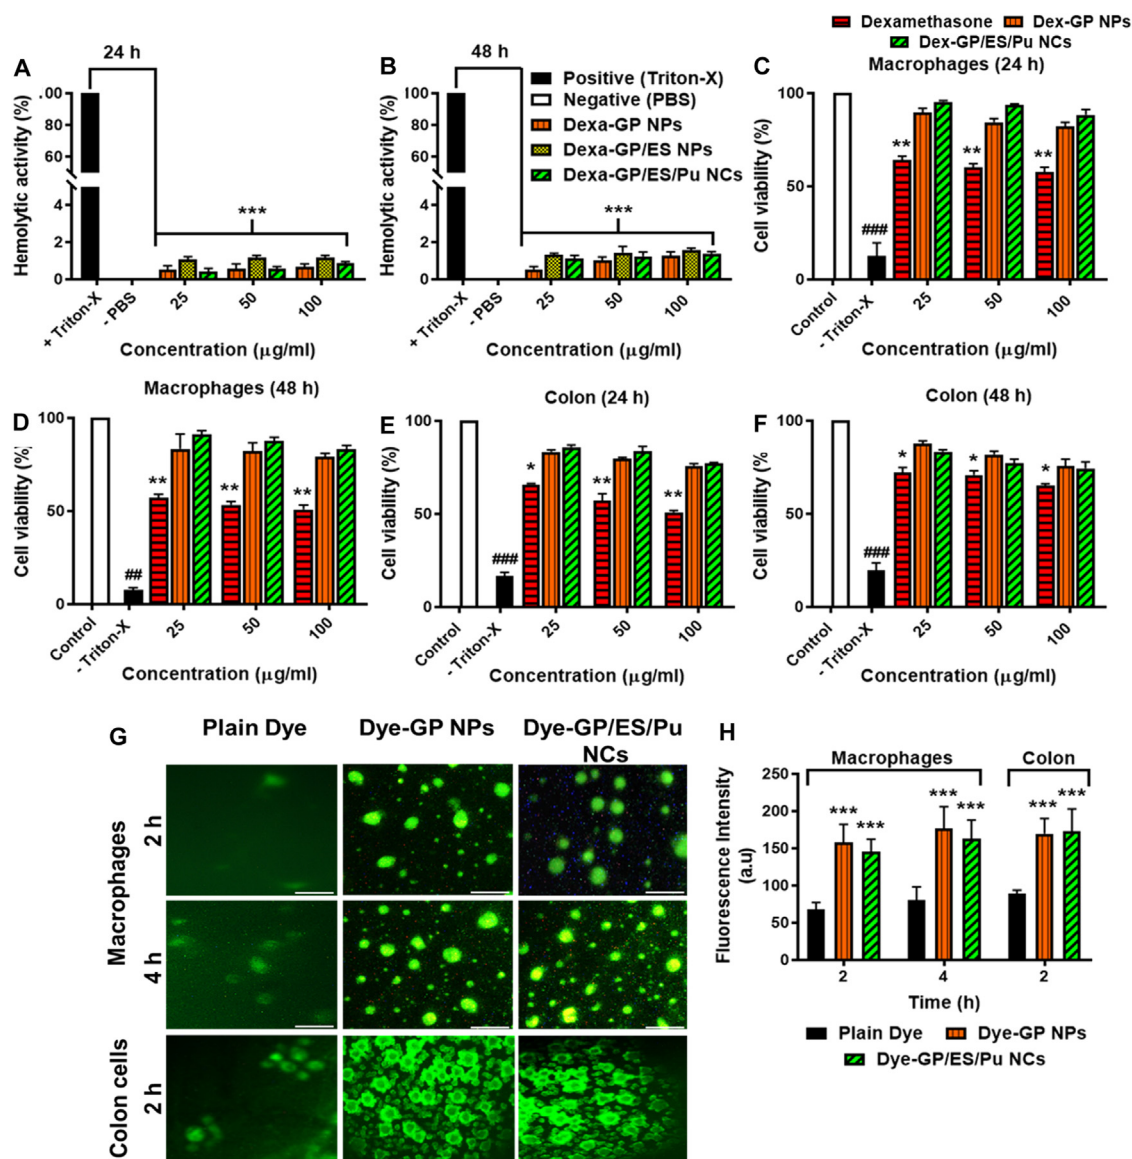 Dexamethasone Dex-GP NPs
Dex-GP/ES/Pu NCs
A
24 h
Hemolytic activity (%)
.00
80
60
4
2
0
+ Triton-X
- PBS
***
25
50
100
Concentration (µg/ml)
B
48 h
Positive (Triton-X)
Negative (PBS)
Dexa-GP NPs
Dexa-GP/ES NPs
Dexa-GP/ES/Pu NCs
Hemolytic activity (%)
100
80
60
4
2
0
+ Triton-X
- PBS
***
25
50
100
Concentration (µg/ml)
C
Macrophages (24 h)
Cell viability (%)
100
50
0
Control
- Triton-X
###
**
**
**
25
50
100
Concentration (µg/ml)
D
Macrophages (48 h)
Cell viability (%)
100
50
0
Control
- Triton-X
##
**
**
**
25
50
100
Concentration (µg/ml)
E
Colon (24 h)
Cell viability (%)
100
50
0
Control
- Triton-X
###
*
**
**
25
50
100
Concentration (µg/ml)
F
Colon (48 h)
Cell viability (%
100
50
0
Control
- Triton-X
###
*
*
*
25
50
100
Concentration (µg/ml)
G
Plain Dye
Dye-GP NPs
Dye-GP/ES/Pu
NCs
Macrophages
2 h
4 h
Colon cells
2 h
H
Macrophages
Colon
Fluorescence Intensity
(a.u)
250
200
150
100
50
0
***
***
***
***
***
***
2
4
2
Time (h)
Plain Dye Dye-GP NPs
Dye-GP/ES/Pu NCs